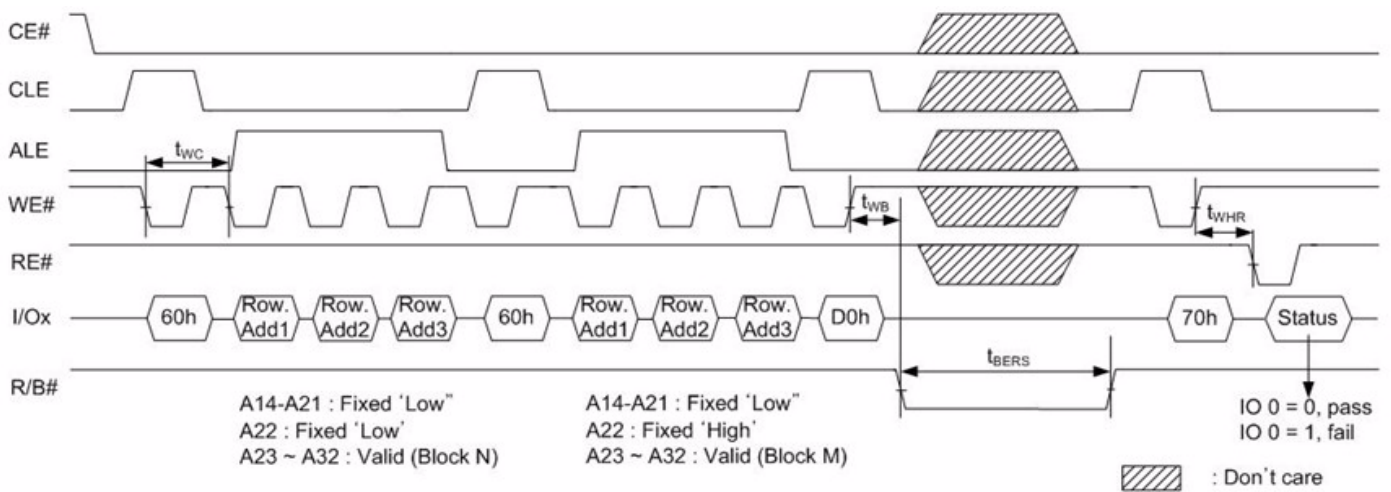 CE#
CLE
ALE
tWC
WE#
tWB
tWHR
RE#
I/Ox
60h
Row. Add1
Row. Add2
Row. Add3
60h
Row. Add1
Row. Add2
Row. Add3
D0h
70h
Status
tBERS
R/B#
A14-A21 : Fixed ‘Low”
A22 : Fixed ‘Low’
A23 ~ A32 : Valid (Block N)
A14-A21 : Fixed ‘Low”
A22 : Fixed ‘High’
A23 ~ A32 : Valid (Block M)
IO 0 = 0, pass
IO 0 = 1, fail
: Don’t care